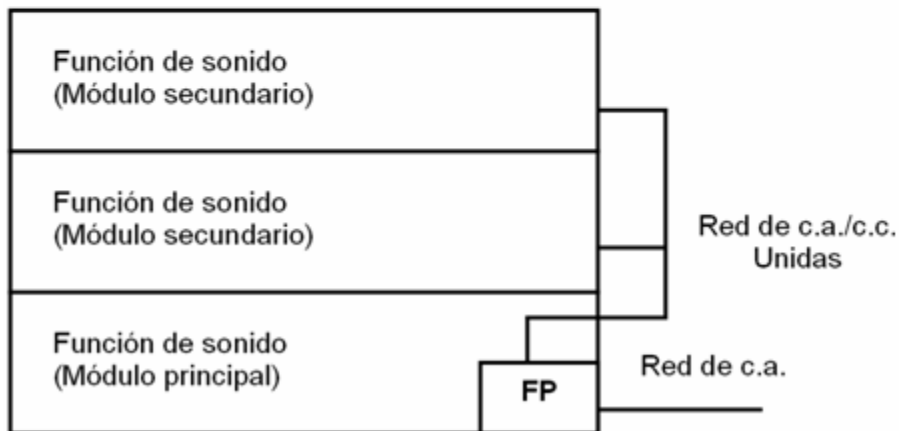 Función de sonido
(Módulo secundario)
Función de sonido
(Módulo secundario)
Red de c.a./c.c.
Unidas
Función de sonido
(Módulo principal)
FP
Red de c.a.